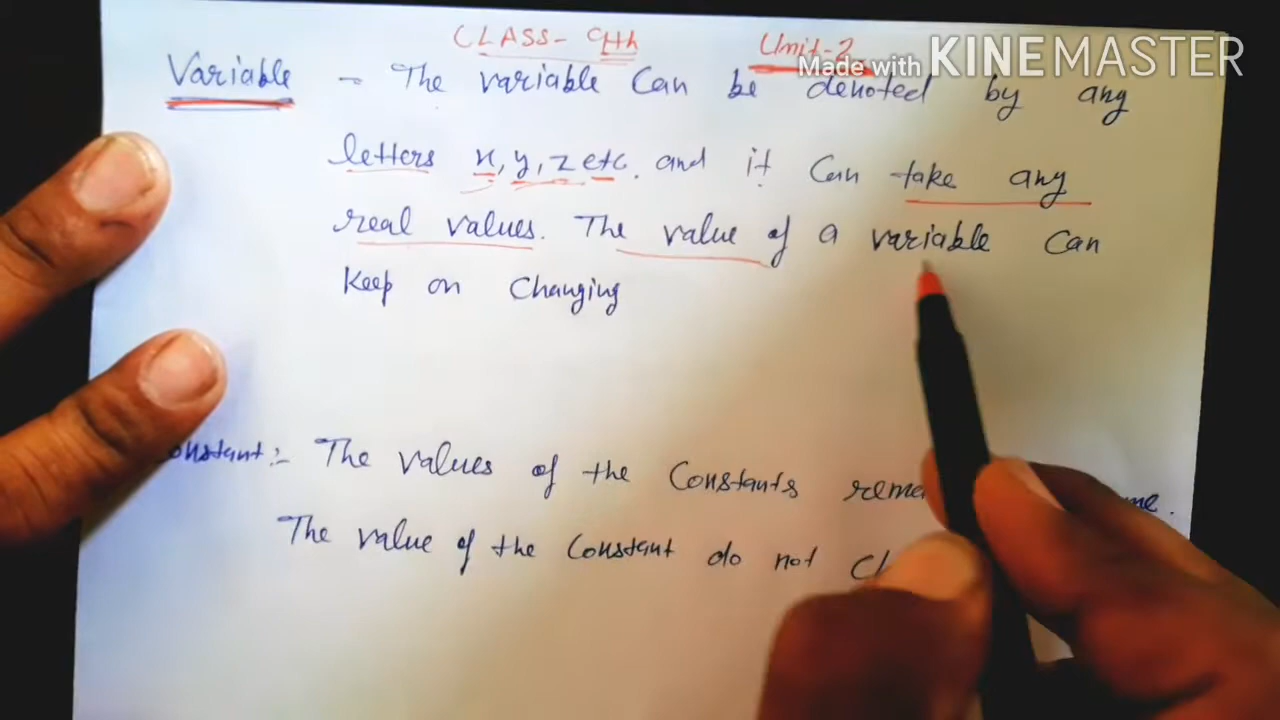 CLASS- 9th Unit-2
Made with KINEMASTER
Variable - The variable Can be denoted by any
letters x, y, z etc. and it Can take any
real values. The value of a variable Can
keep on Changing
The values of the Constants
The value of the Constant do not